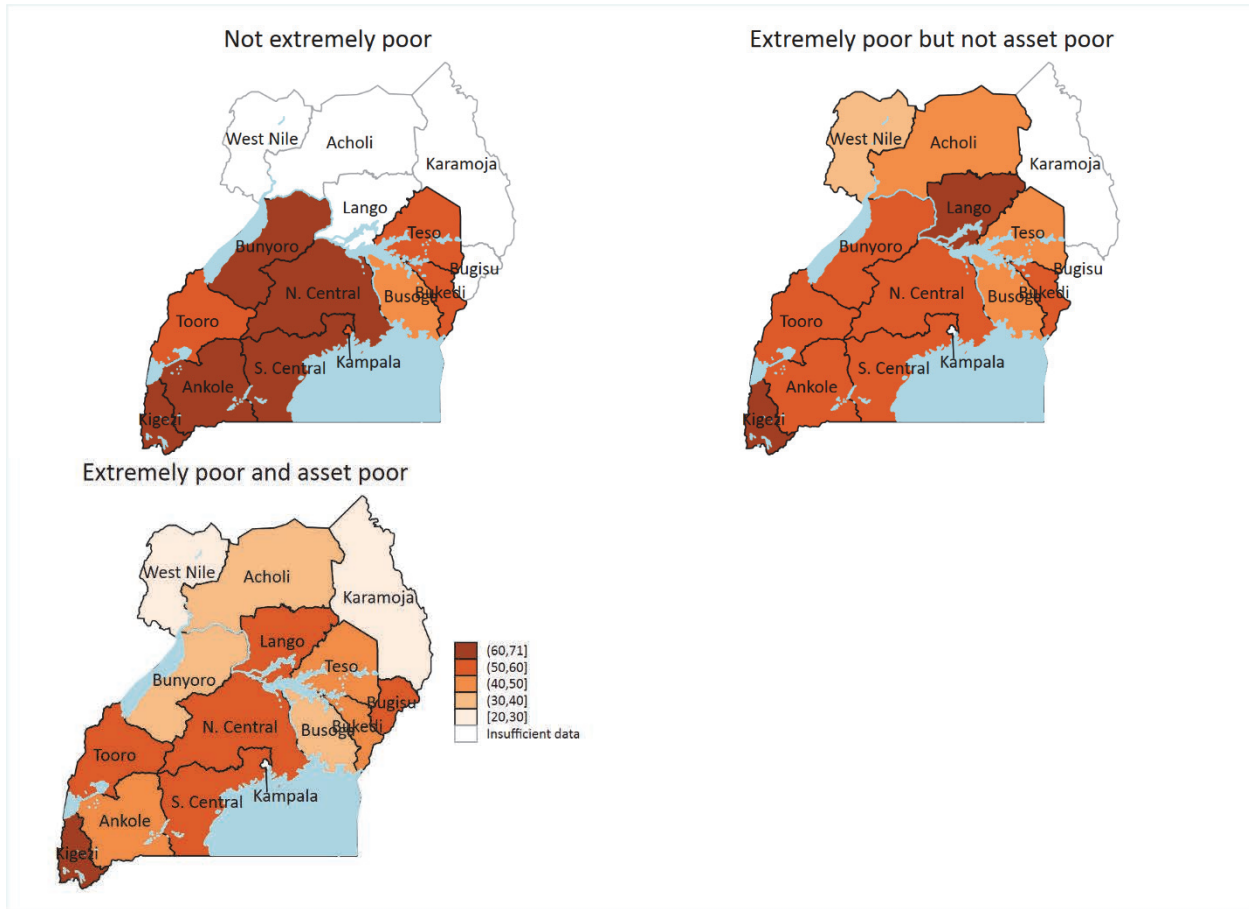 Not extremely poor
West Nile
Acholi
Karamoja
Lango
Teso
Bunyoro
Bugisu
Bukedi
N. Central
Busoga
Tooro
Kampala
S. Central
Ankole
Kigezi
Extremely poor but not asset poor
West Nile
Acholi
Karamoja
Lango
Teso
Bunyoro
Bugisu
Bukedi
N. Central
Busoga
Tooro
Kampala
S. Central
Ankole
Kigezi
Extremely poor and asset poor
West Nile
Acholi
Karamoja
Lango
Teso
Bunyoro
Bugisu
N. Central
Busoga
Bukedi
Tooro
Kampala
S. Central
Ankole
Kigezi
(60,71]
(50,60]
(40,50]
(30,40]
[20,30]
Insufficient data